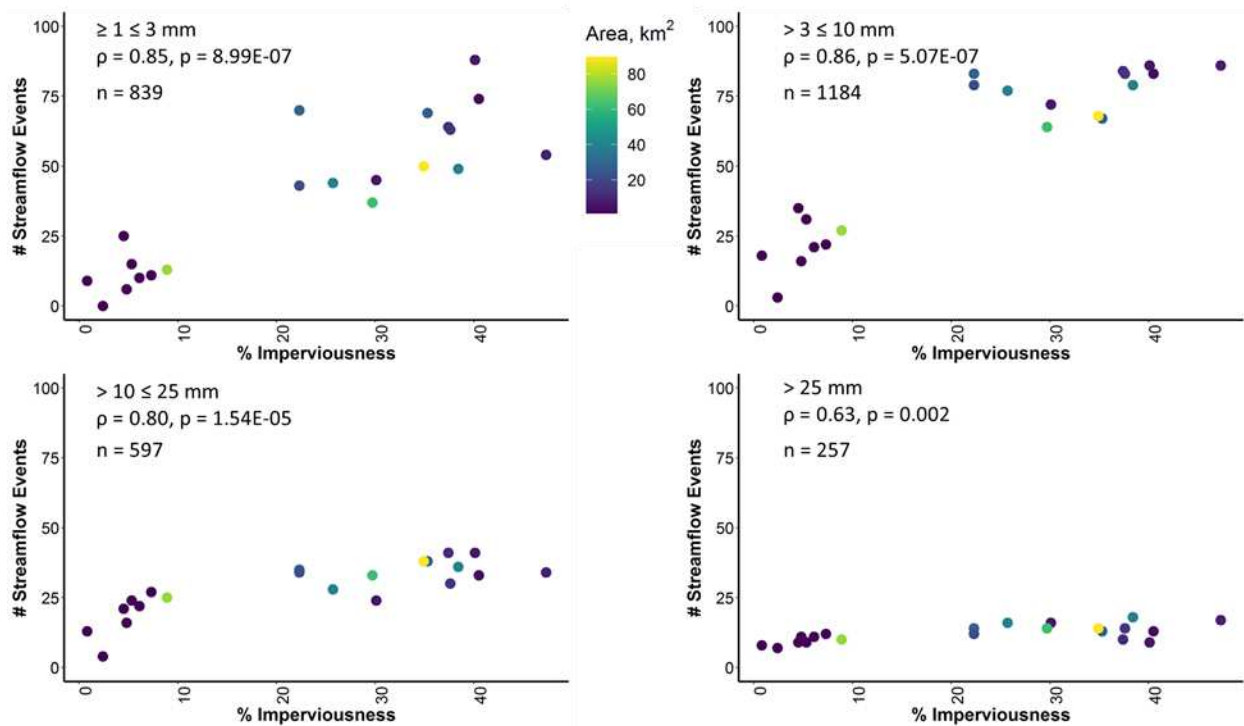 ≥ 1 ≤ 3 mm
ρ = 0.85, p = 8.99E-07
n = 839
100
75
50
25
0
# Streamflow Events
0
10
20
30
40
% Imperviousness
Area, km²
80
60
40
20
> 3 ≤ 10 mm
ρ = 0.86, p = 5.07E-07
n = 1184
100
75
50
25
0
# Streamflow Events
0
10
20
30
40
% Imperviousness
> 10 ≤ 25 mm
ρ = 0.80, p = 1.54E-05
n = 597
100
75
50
25
0
# Streamflow Events
0
10
20
30
40
% Imperviousness
> 25 mm
ρ = 0.63, p = 0.002
n = 257
100
75
50
25
0
# Streamflow Events
0
10
20
30
40
% Imperviousness